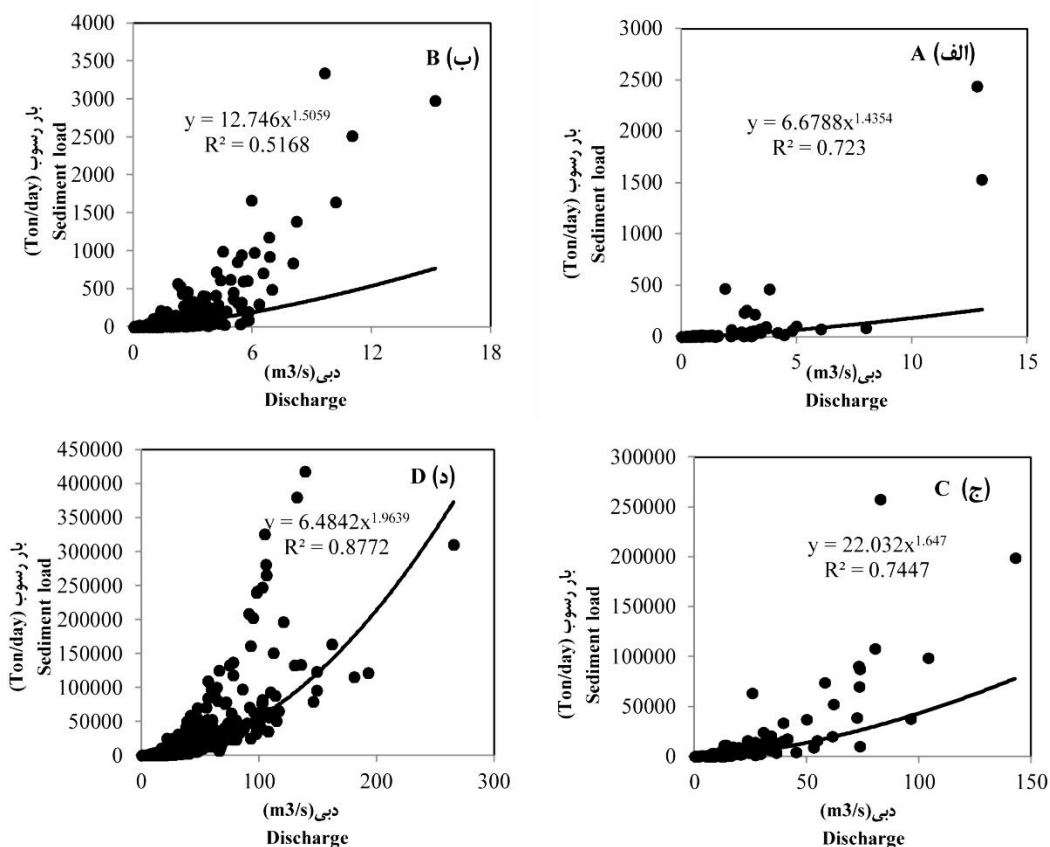 B (ب)
y = 12.746x^1.5059
R² = 0.5168
بار رسوب (Ton/day)
Sediment load
4000
3500
3000
2500
2000
1500
1000
500
0
0 6 12 18
دبی(m3/s)
Discharge
A (الف)
y = 6.6788x^1.4354
R² = 0.723
بار رسوب (Ton/day)
Sediment load
3000
2500
2000
1500
1000
500
0
0 5 10 15
دبی(m3/s)
Discharge
D (د)
y = 6.4842x^1.9639
R² = 0.8772
بار رسوب (Ton/day)
Sediment load
450000
400000
350000
300000
250000
200000
150000
100000
50000
0
0 100 200 300
دبی(m3/s)
Discharge
C (ج)
y = 22.032x^1.647
R² = 0.7447
بار رسوب (Ton/day)
Sediment load
300000
250000
200000
150000
100000
50000
0
0 50 100 150
دبی(m3/s)
Discharge